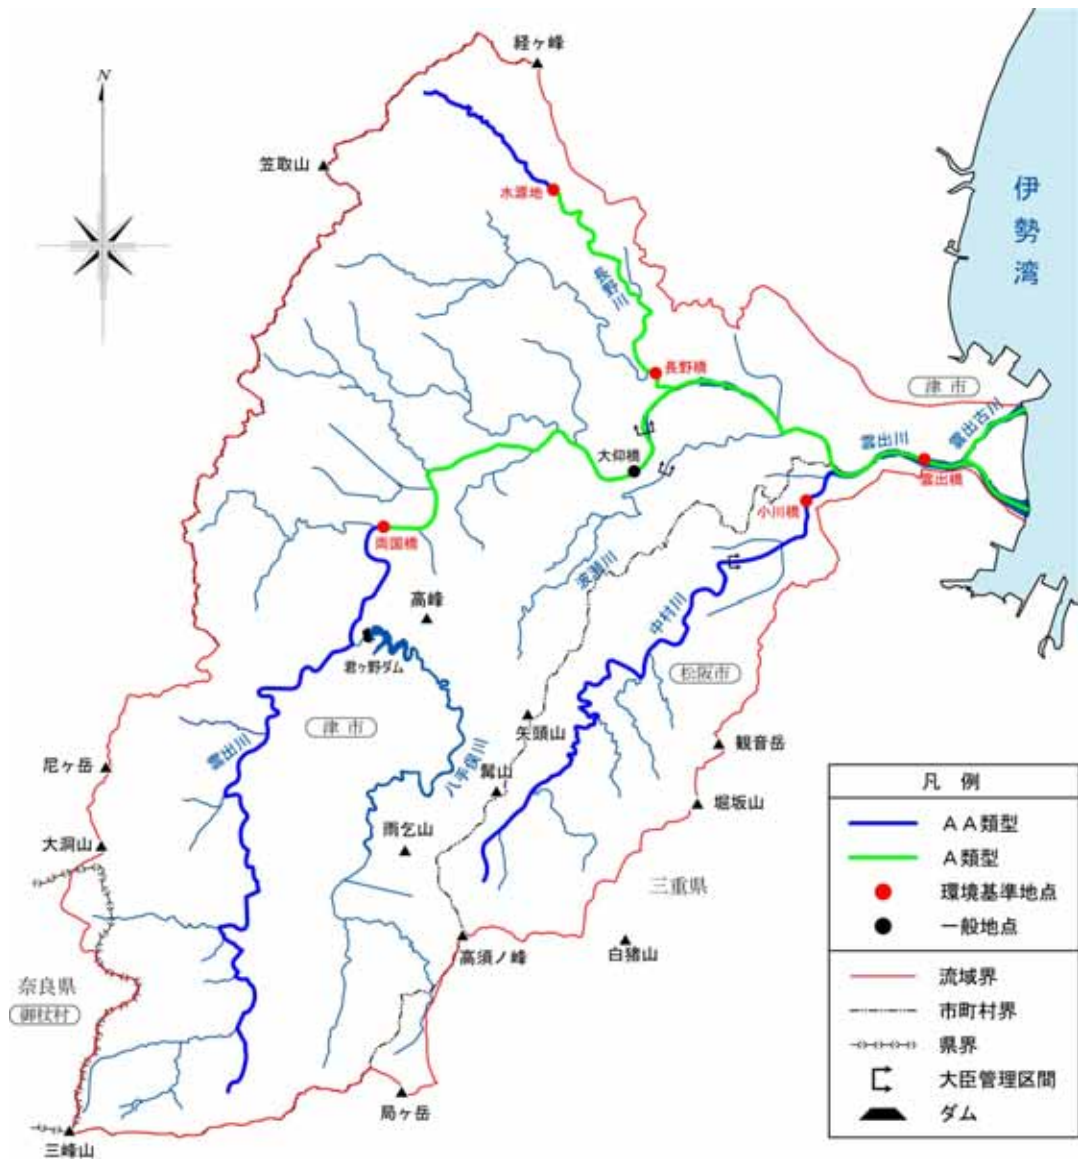 経ヶ峰
N
笠取山
水源地
伊勢湾
長野川
長野橋
津市
雲出古川
雲出川
大仰橋
雲出橋
小川橋
両国橋
波瀬川
高峰
中村川
君ヶ野ダム
松阪市
津市
矢頭山
観音岳
雲出川
尼ヶ岳
八手俣川
髯山
堀坂山
大洞山
雨乞山
三重県
高須ノ峰
白猪山
奈良県
御杖村
局ヶ岳
三峰山
凡例
AA類型
A類型
環境基準地点
一般地点
流域界
市町村界
県界
大臣管理区間
ダム